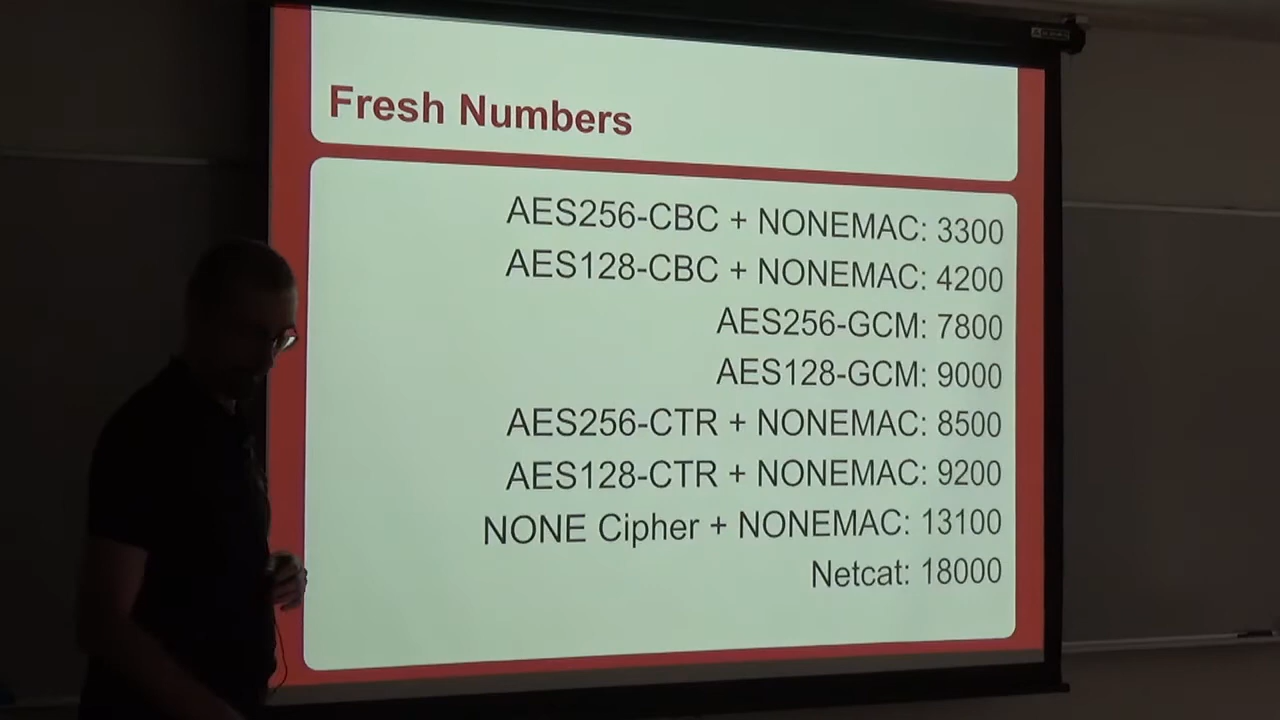 Fresh Numbers
AES256-CBC + NONEMAC: 3300
AES128-CBC + NONEMAC: 4200
AES256-GCM: 7800
AES128-GCM: 9000
AES256-CTR + NONEMAC: 8500
AES128-CTR + NONEMAC: 9200
NONE Cipher + NONEMAC: 13100
Netcat: 18000